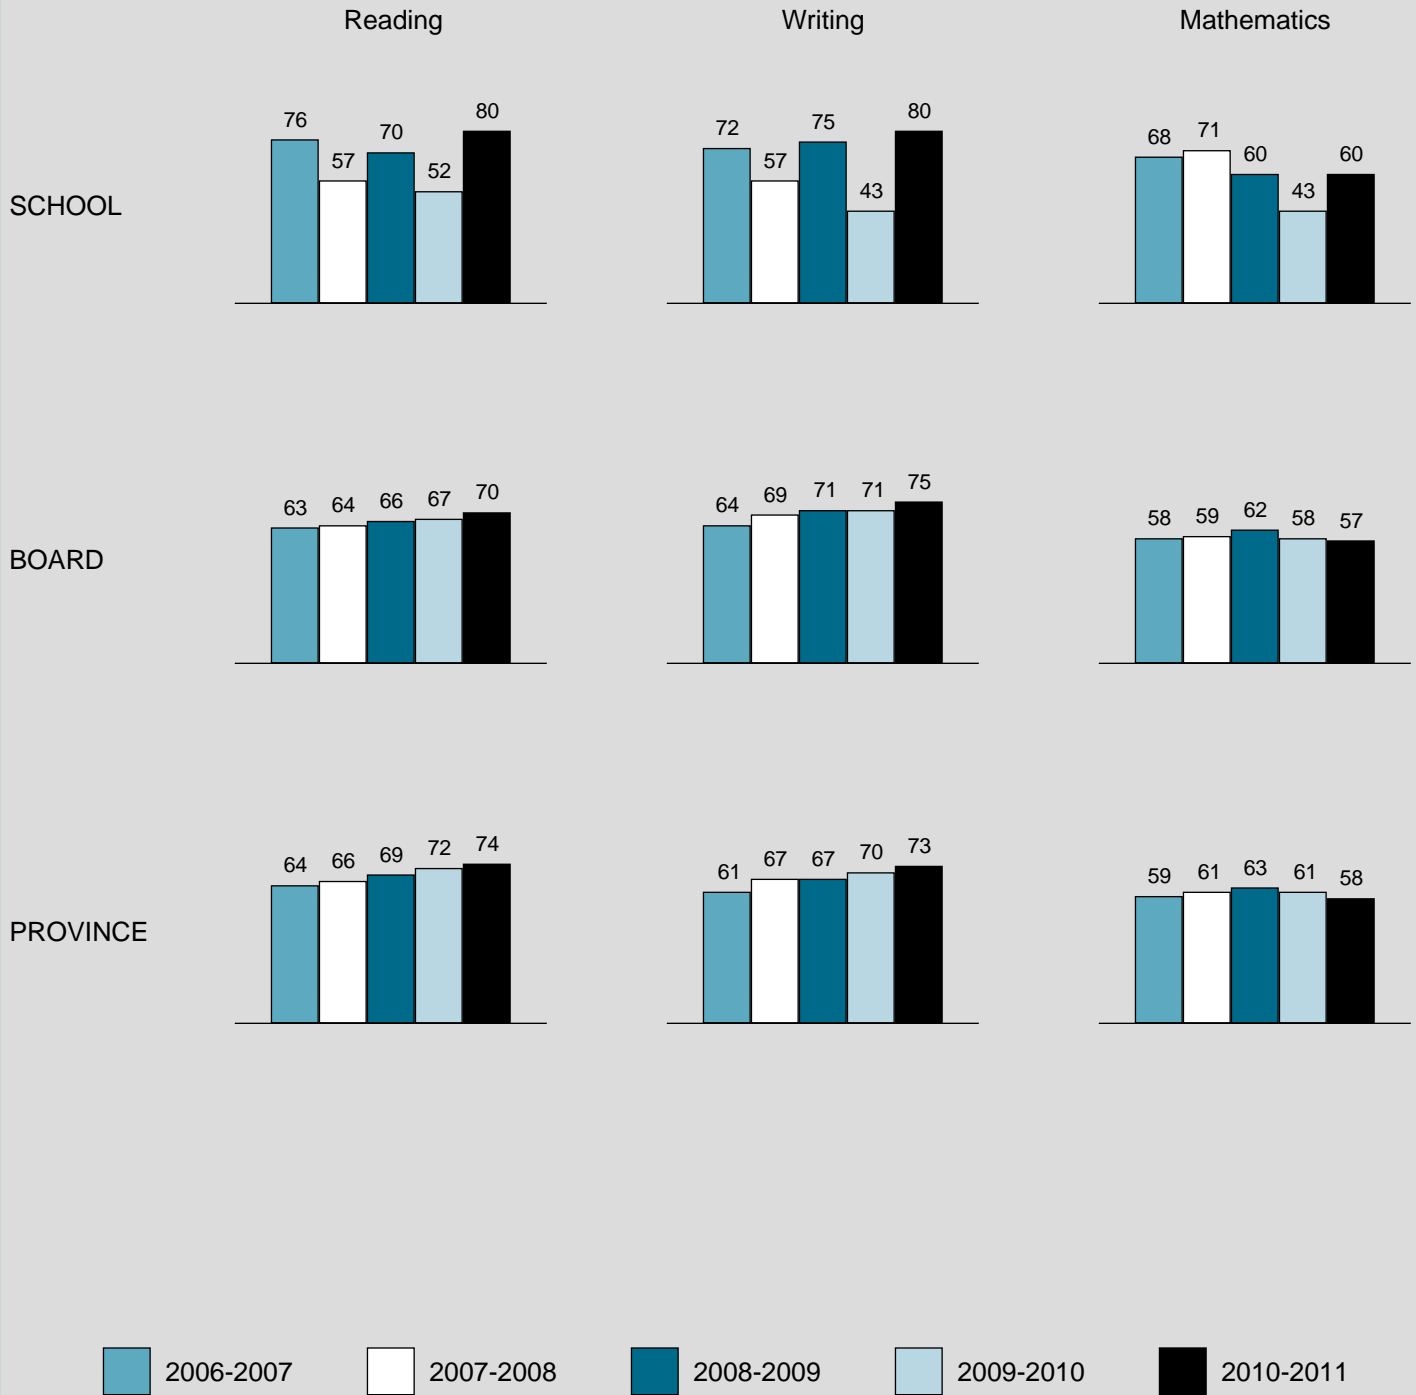 Reading Writing Mathematics
SCHOOL
76 57 70 52 80
72 57 75 43 80
68 71 60 43 60
BOARD
63 64 66 67 70
64 69 71 71 75
58 59 62 58 57
PROVINCE
64 66 69 72 74
61 67 67 70 73
59 61 63 61 58
2006-2007 2007-2008 2008-2009 2009-2010 2010-2011